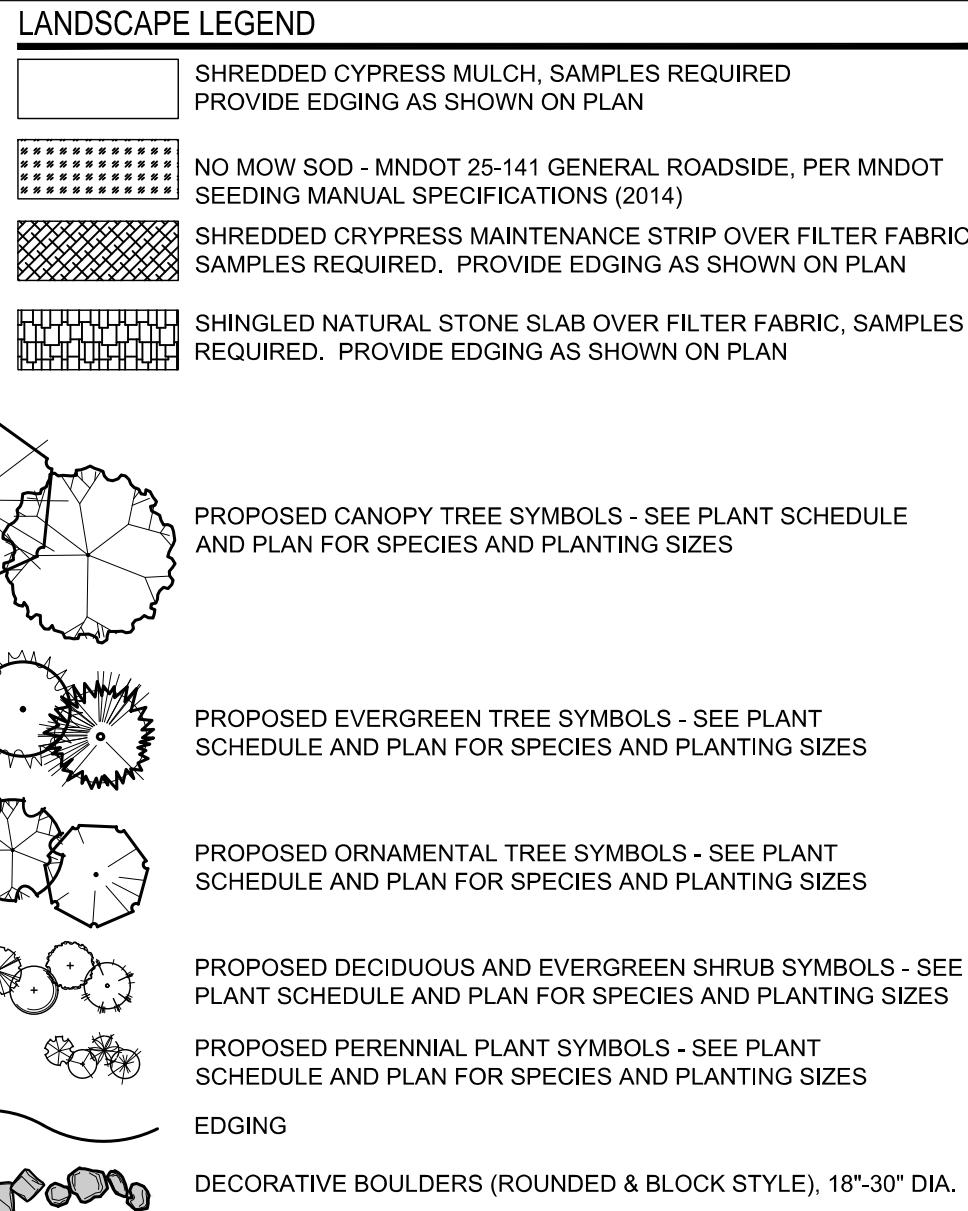 LANDSCAPE LEGEND
SHREDDED CYPRESS MULCH, SAMPLES REQUIRED
PROVIDE EDGING AS SHOWN ON PLAN
NO MOW SOD - MNDOT 25-141 GENERAL ROADSIDE, PER MNDOT
SEEDING MANUAL SPECIFICATIONS (2014)
SHREDDED CRYPRESS MAINTENANCE STRIP OVER FILTER FABRIC
SAMPLES REQUIRED. PROVIDE EDGING AS SHOWN ON PLAN
SHINGLED NATURAL STONE SLAB OVER FILTER FABRIC, SAMPLES
REQUIRED. PROVIDE EDGING AS SHOWN ON PLAN
PROPOSED CANOPY TREE SYMBOLS - SEE PLANT SCHEDULE
AND PLAN FOR SPECIES AND PLANTING SIZES
PROPOSED EVERGREEN TREE SYMBOLS - SEE PLANT
SCHEDULE AND PLAN FOR SPECIES AND PLANTING SIZES
PROPOSED ORNAMENTAL TREE SYMBOLS - SEE PLANT
SCHEDULE AND PLAN FOR SPECIES AND PLANTING SIZES
PROPOSED DECIDUOUS AND EVERGREEN SHRUB SYMBOLS - SEE
PLANT SCHEDULE AND PLAN FOR SPECIES AND PLANTING SIZES
PROPOSED PERENNIAL PLANT SYMBOLS - SEE PLANT
SCHEDULE AND PLAN FOR SPECIES AND PLANTING SIZES
EDGING
DECORATIVE BOULDERS (ROUNDED & BLOCK STYLE), 18"-30" DIA.